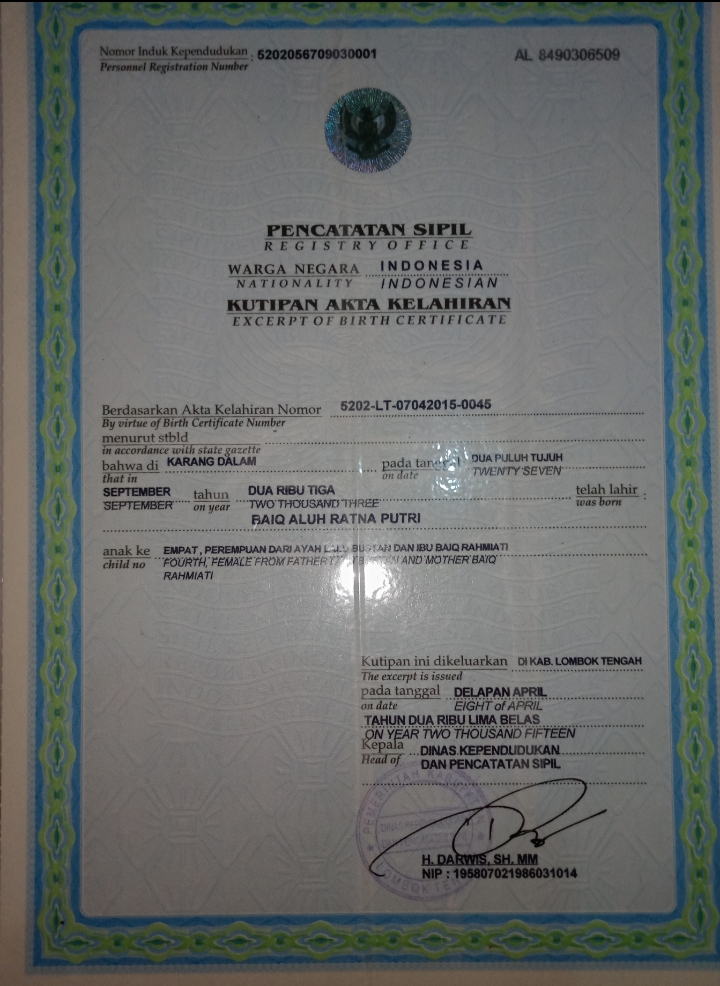 Nomor Induk Kependudukan : 5202056709030001 AL 8490306509
Personnel Registration Number
PENCATATAN SIPIL
REGISTRY OFFICE
WARGA NEGARA INDONESIA
NATIONALITY INDONESIAN
KUTIPAN AKTA KELAHIRAN
EXCERPT OF BIRTH CERTIFICATE
Berdasarkan Akta Kelahiran Nomor 5202-LT-07042015-0045
By virtue of Birth Certificate Number
menurut stbld
in accordance with state gazette
bahwa di KARANG DALAM pada tanggal DUA PULUH TUJUH
that in on date TWENTY SEVEN
SEPTEMBER tahun DUA RIBU TIGA telah lahir :
SEPTEMBER on year TWO THOUSAND THREE was born
BAIQ ALUH RATNA PUTRI
anak ke EMPAT, PEREMPUAN DARI AYAH LALU BUSTAN DAN IBU BAIQ RAHMIATI
child no FOURTH, FEMALE FROM FATHER AND MOTHER BAIQ
RAHMIATI
Kutipan ini dikeluarkan DI KAB. LOMBOK TENGAH
The excerpt is issued
pada tanggal DELAPAN APRIL
on date EIGHT of APRIL
TAHUN DUA RIBU LIMA BELAS
ON YEAR TWO THOUSAND FIFTEEN
Kepala DINAS KEPENDUDUKAN
Head of DAN PENCATATAN SIPIL
H. DARWIS, SH. MM
NIP : 195807021986031014